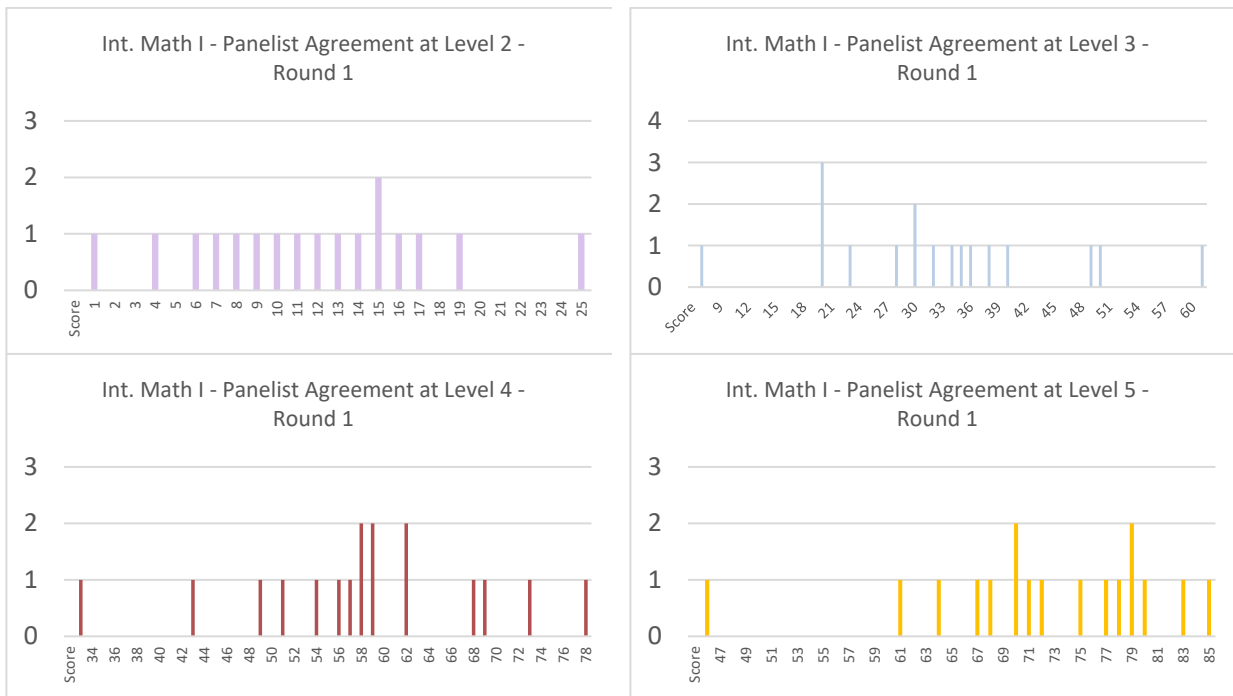 Int. Math I - Panelist Agreement at Level 2 -
Round 1
3
2
1
0
Score 1 2 3 4 5 6 7 8 9 10 11 12 13 14 15 16 17 19 20 21 22 23 24 25
Int. Math I - Panelist Agreement at Level 3 -
Round 1
4
3
2
1
0
Score 9 12 15 18 21 24 27 30 33 36 39 42 45 48 51 54 57 60
Int. Math I - Panelist Agreement at Level 4 -
Round 1
3
2
1
0
Score 34 36 38 40 42 44 46 48 50 52 54 56 58 60 62 64 66 68 70 72 74 76 78
Int. Math I - Panelist Agreement at Level 5 -
Round 1
3
2
1
0
Score 47 49 51 53 55 57 59 61 63 65 67 69 71 73 75 77 79 81 83 85